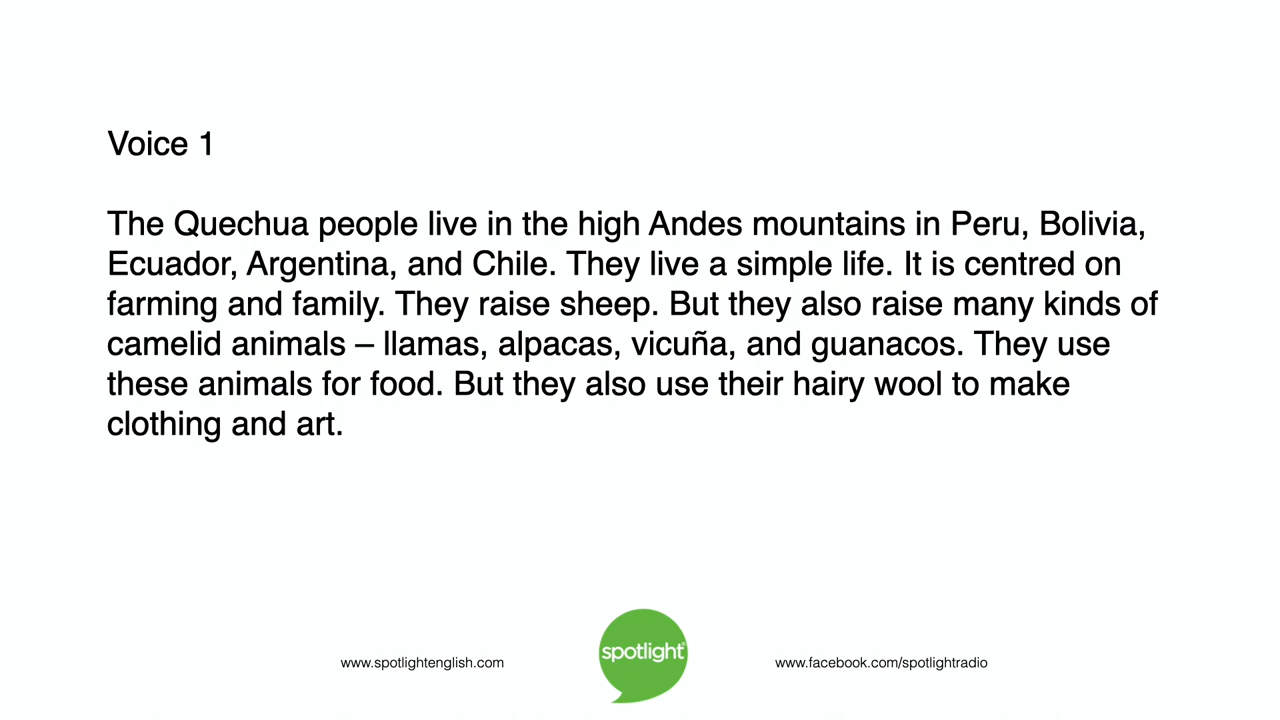 Voice 1
The Quechua people live in the high Andes mountains in Peru, Bolivia,
Ecuador, Argentina, and Chile. They live a simple life. It is centred on
farming and family. They raise sheep. But they also raise many kinds of
camelid animals – llamas, alpacas, vicuña, and guanacos. They use
these animals for food. But they also use their hairy wool to make
clothing and art.
www.spotlightenglish.com
spotlight
www.facebook.com/spotlightradio